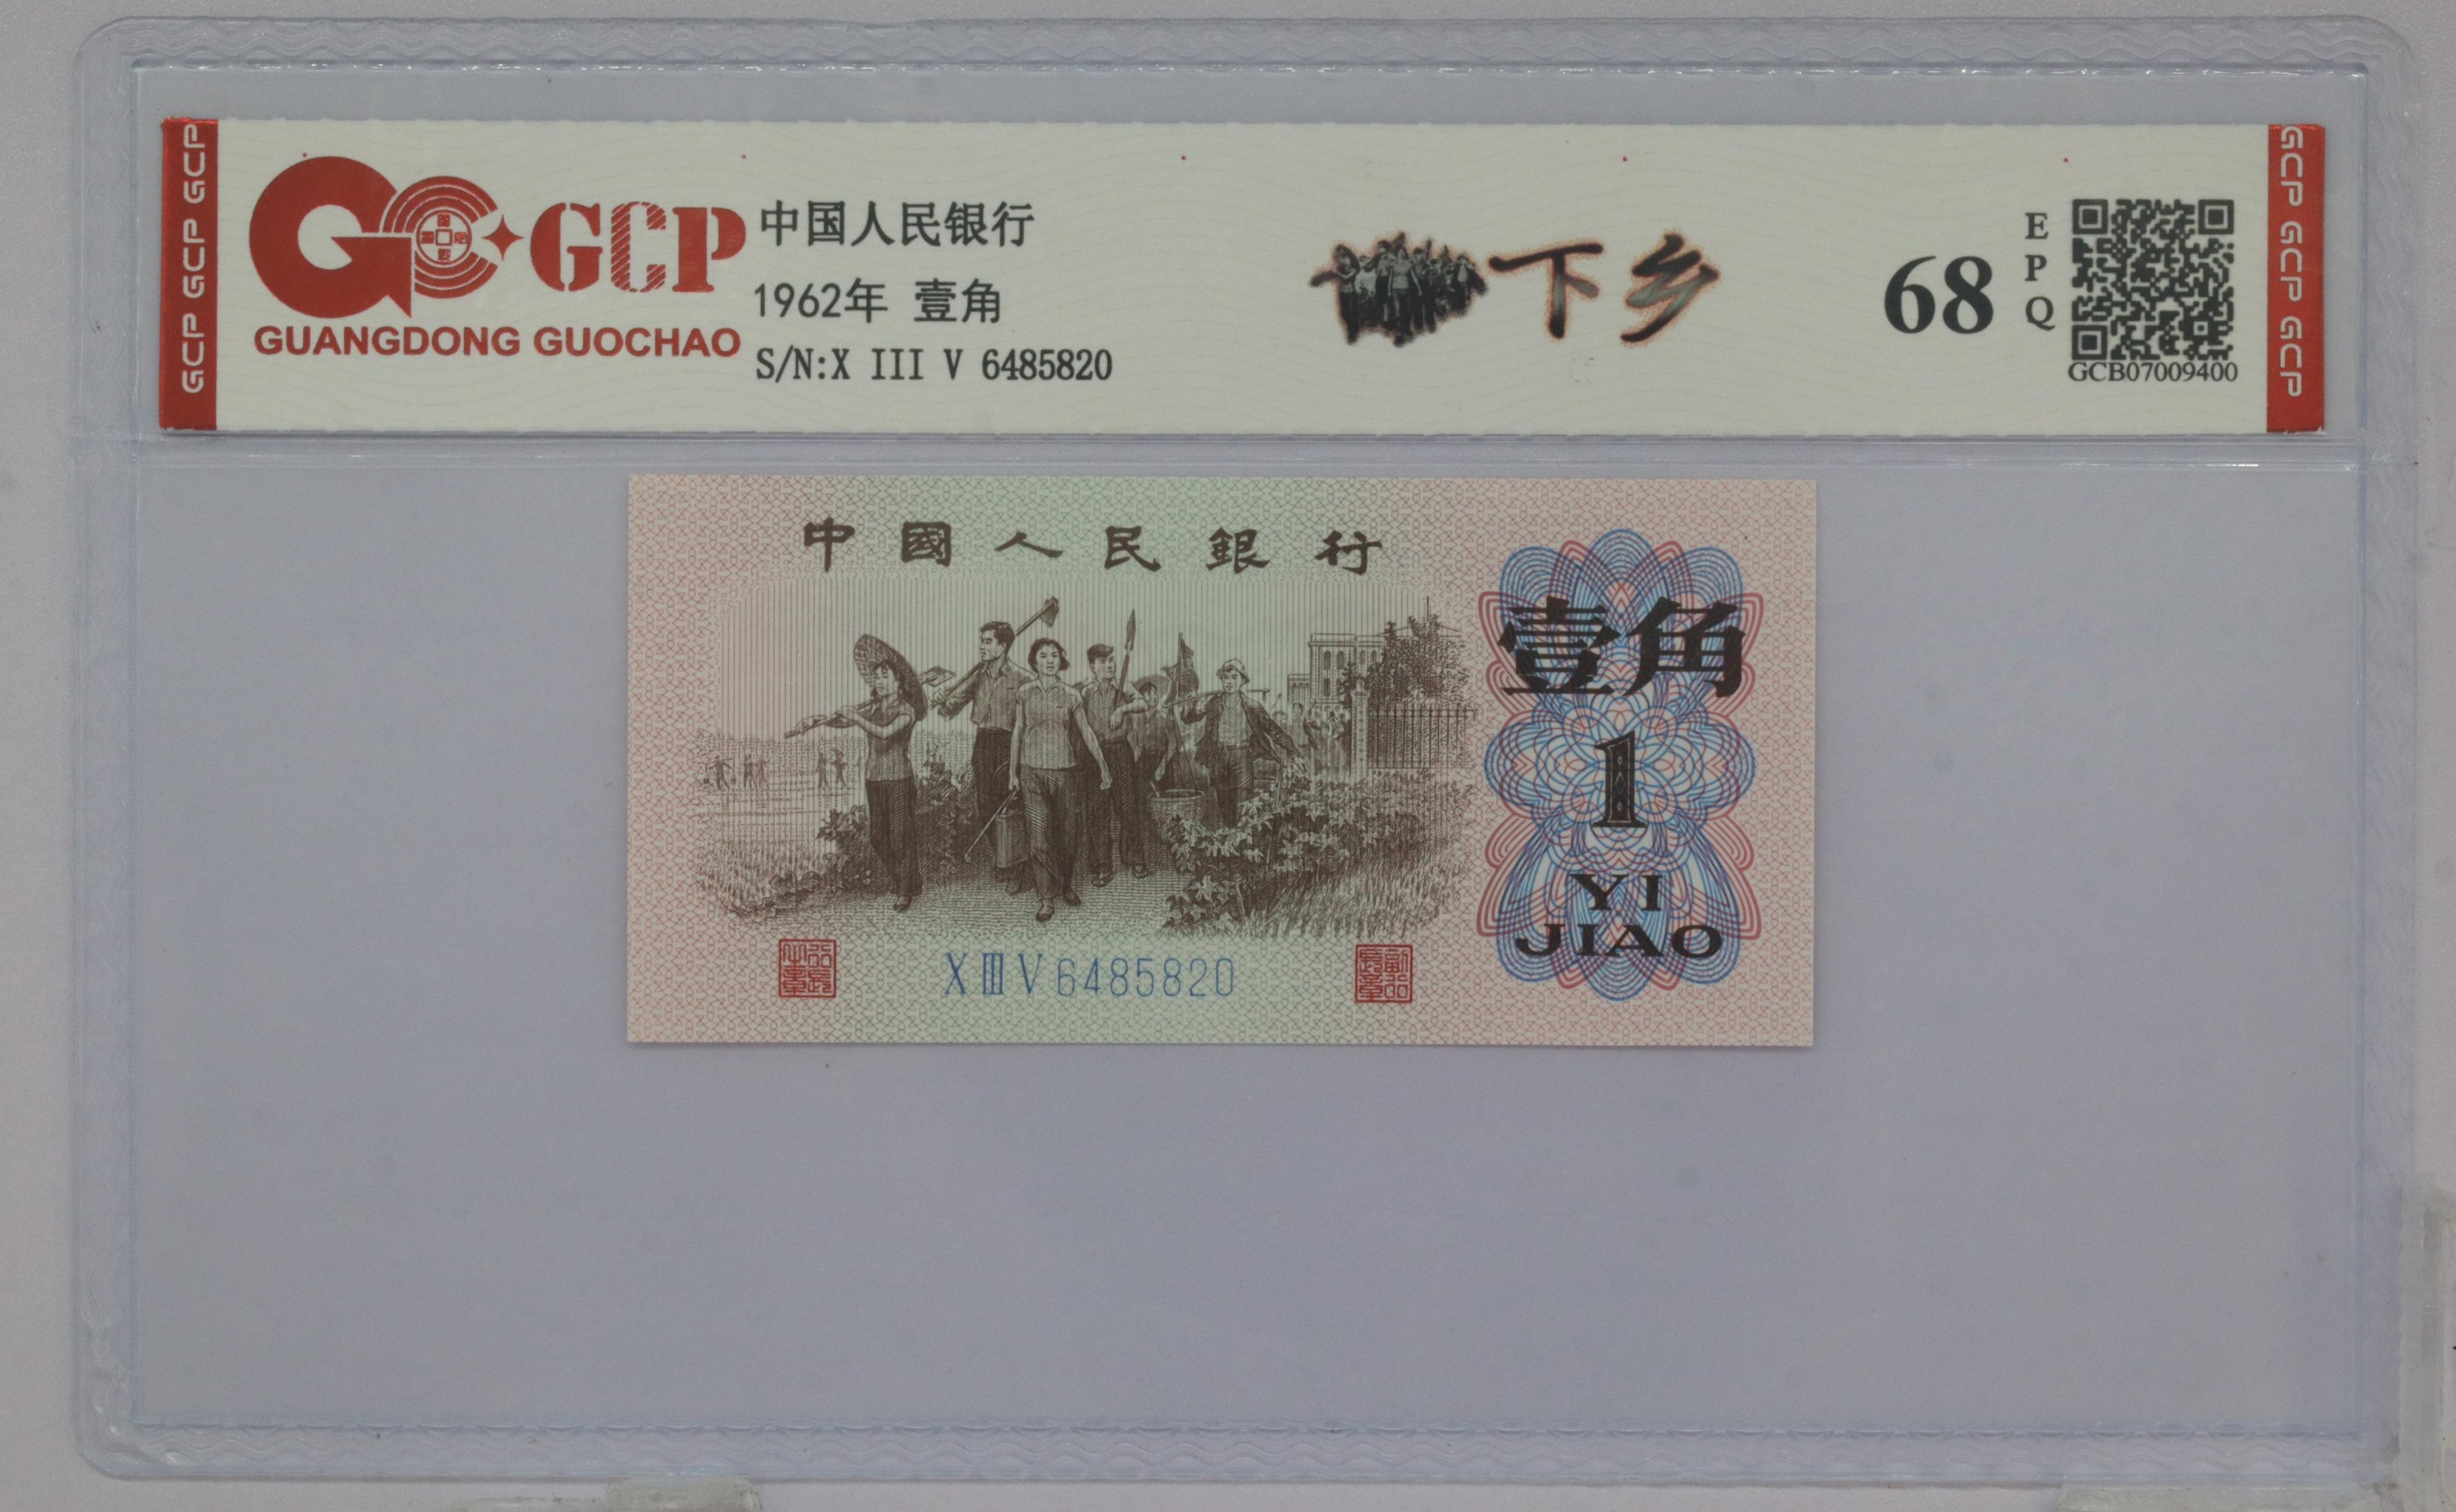 GCP GCP GCP
GCP
GUANGDONG GUOCHAO
中国人民银行
1962年 壹角
S/N:X III V 6485820
下乡
68
EPQ
GCB07009400
GCP GCP GCP
中國人民銀行
壹角
1
YI
JIAO
XⅢV6485820